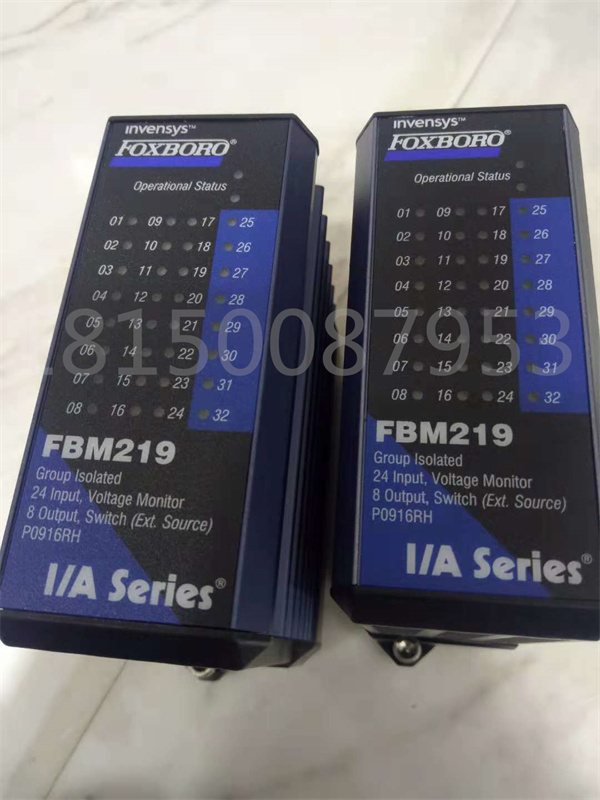 invensys™
FOXBORO®
Operational Status
01 09 17 25
02 10 18 26
03 11 19 27
04 12 20 28
05 13 21 29
06 14 22 30
07 15 23 31
08 16 24 32
FBM219
Group Isolated
24 Input, Voltage Monitor
8 Output, Switch (Ext. Source)
P0916RH
I/A Series®
invensys™
FOXBORO®
Operational Status
01 09 17 25
02 10 18 26
03 11 19 27
04 12 20 28
05 13 21 29
06 14 22 30
07 15 23 31
08 16 24 32
FBM219
Group Isolated
24 Input, Voltage Monitor
8 Output, Switch (Ext. Source)
P0916RH
I/A Series®
18150087953